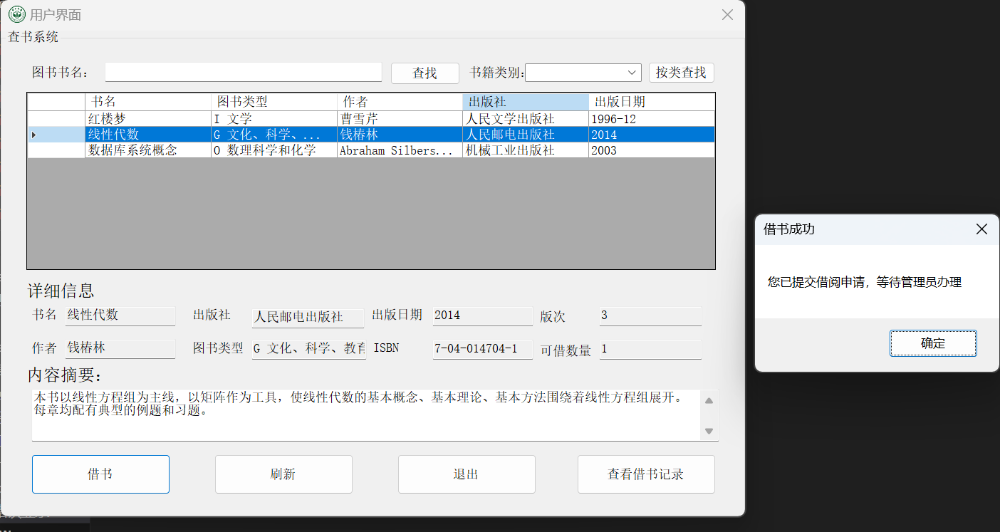 用户界面
查书系统
图书书名: 查找 书籍类别: 按类查找
书名 图书类型 作者 出版社 出版日期
红楼梦 I 文学 曹雪芹 人民文学出版社 1996-12
线性代数 G 文化、科学、... 钱椿林 人民邮电出版社 2014
数据库系统概念 O 数理科学和化学 Abraham Silbers... 机械工业出版社 2003
详细信息
书名 线性代数 出版社 人民邮电出版社 出版日期 2014 版次 3
作者 钱椿林 图书类型 G 文化、科学、教育 ISBN 7-04-014704-1 可借数量 1
内容摘要:
本书以线性方程组为主线，以矩阵作为工具，使线性代数的基本概念、基本理论、基本方法围绕着线性方程组展开。
每章均配有典型的例题和习题。
借书 刷新 退出 查看借书记录
借书成功
您已提交借阅申请，等待管理员办理
确定